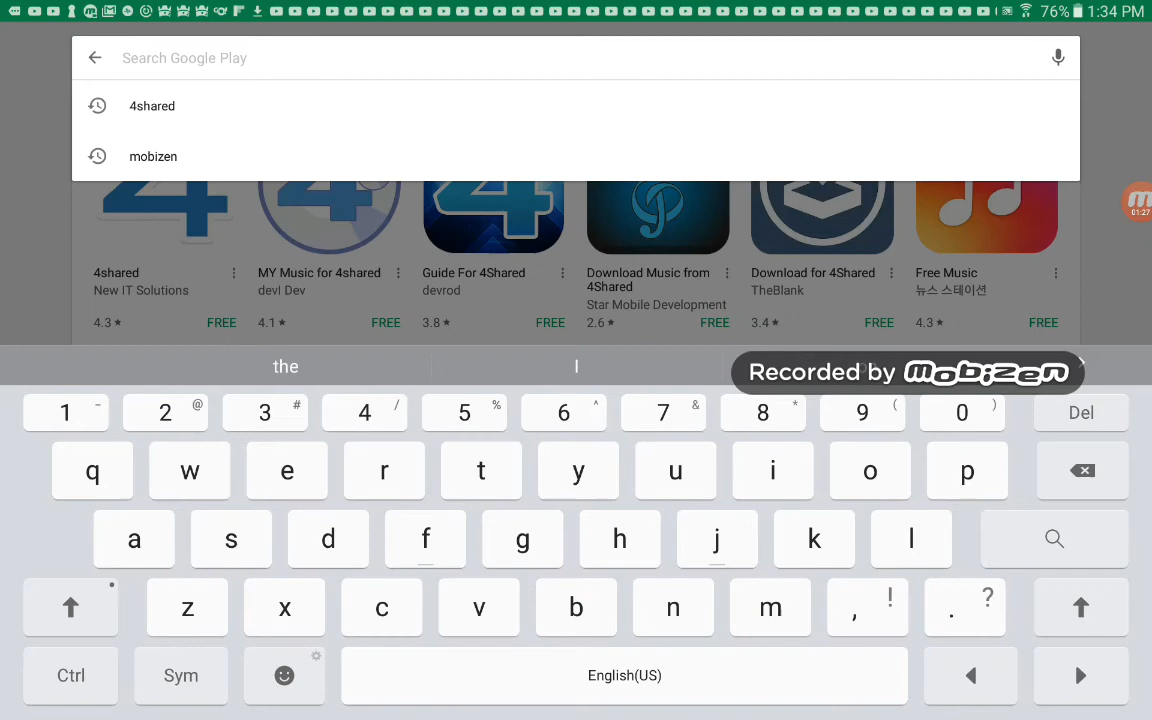 76% 1:34 PM
Search Google Play
4shared
mobizen
01:27
4shared
New IT Solutions
4.3★ FREE
MY Music for 4shared
devl Dev
4.1★ FREE
Guide For 4Shared
devrod
3.8★ FREE
Download Music from
4Shared
Star Mobile Development
2.6★ FREE
Download for 4Shared
TheBlank
3.4★ FREE
Free Music
뉴스 스테이션
4.3★ FREE
the I
Recorded by mobizen
1 - 2 @ 3 # 4 / 5 % 6 ^ 7 & 8 * 9 ( 0 ) Del
q w e r t y u i o p
a s d f g h j k l
z x c v b n m , ! . ?
Ctrl Sym English(US)